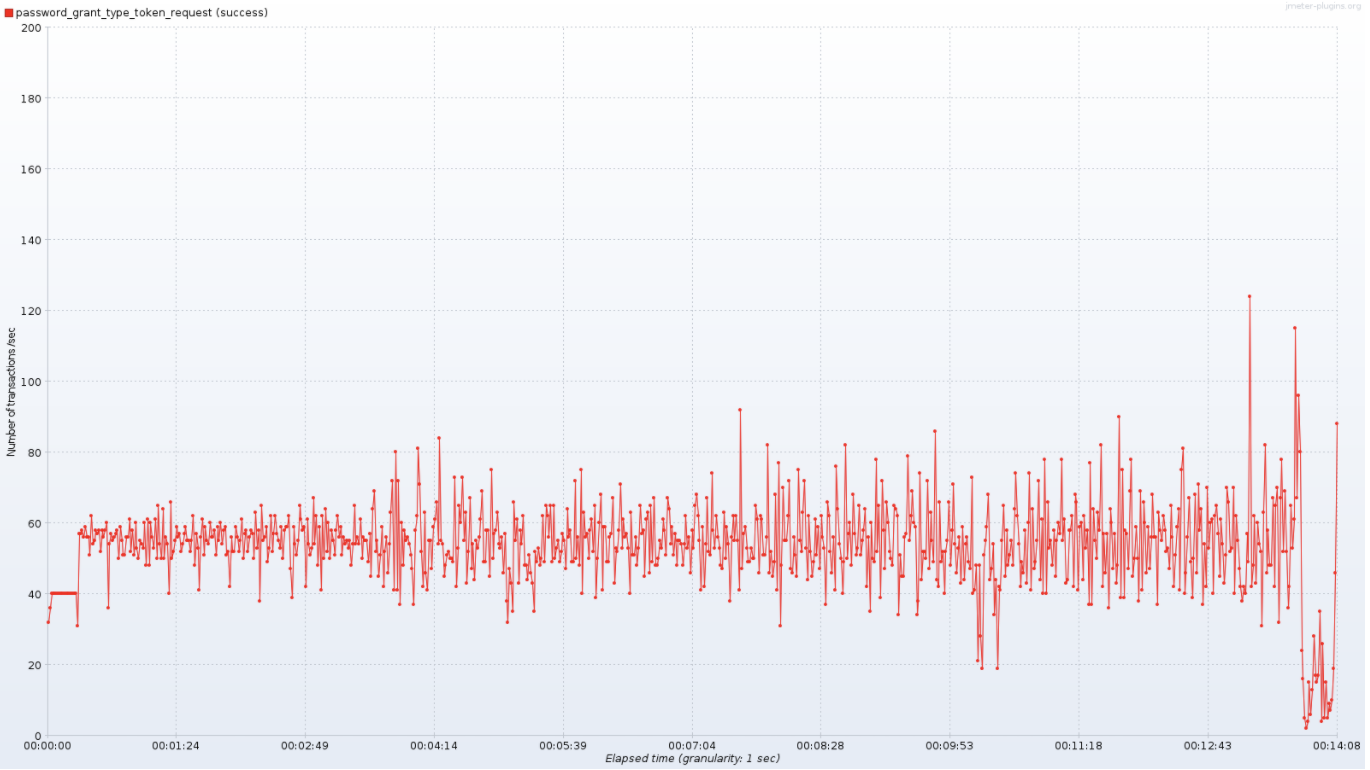 jmeter-plugins.org
password_grant_type_token_request (success)
200
180
160
140
120
100
80
60
40
20
0
Number of transactions /sec
00:00:00 00:01:24 00:02:49 00:04:14 00:05:39 00:07:04 00:08:28 00:09:53 00:11:18 00:12:43 00:14:08
Elapsed time (granularity: 1 sec)